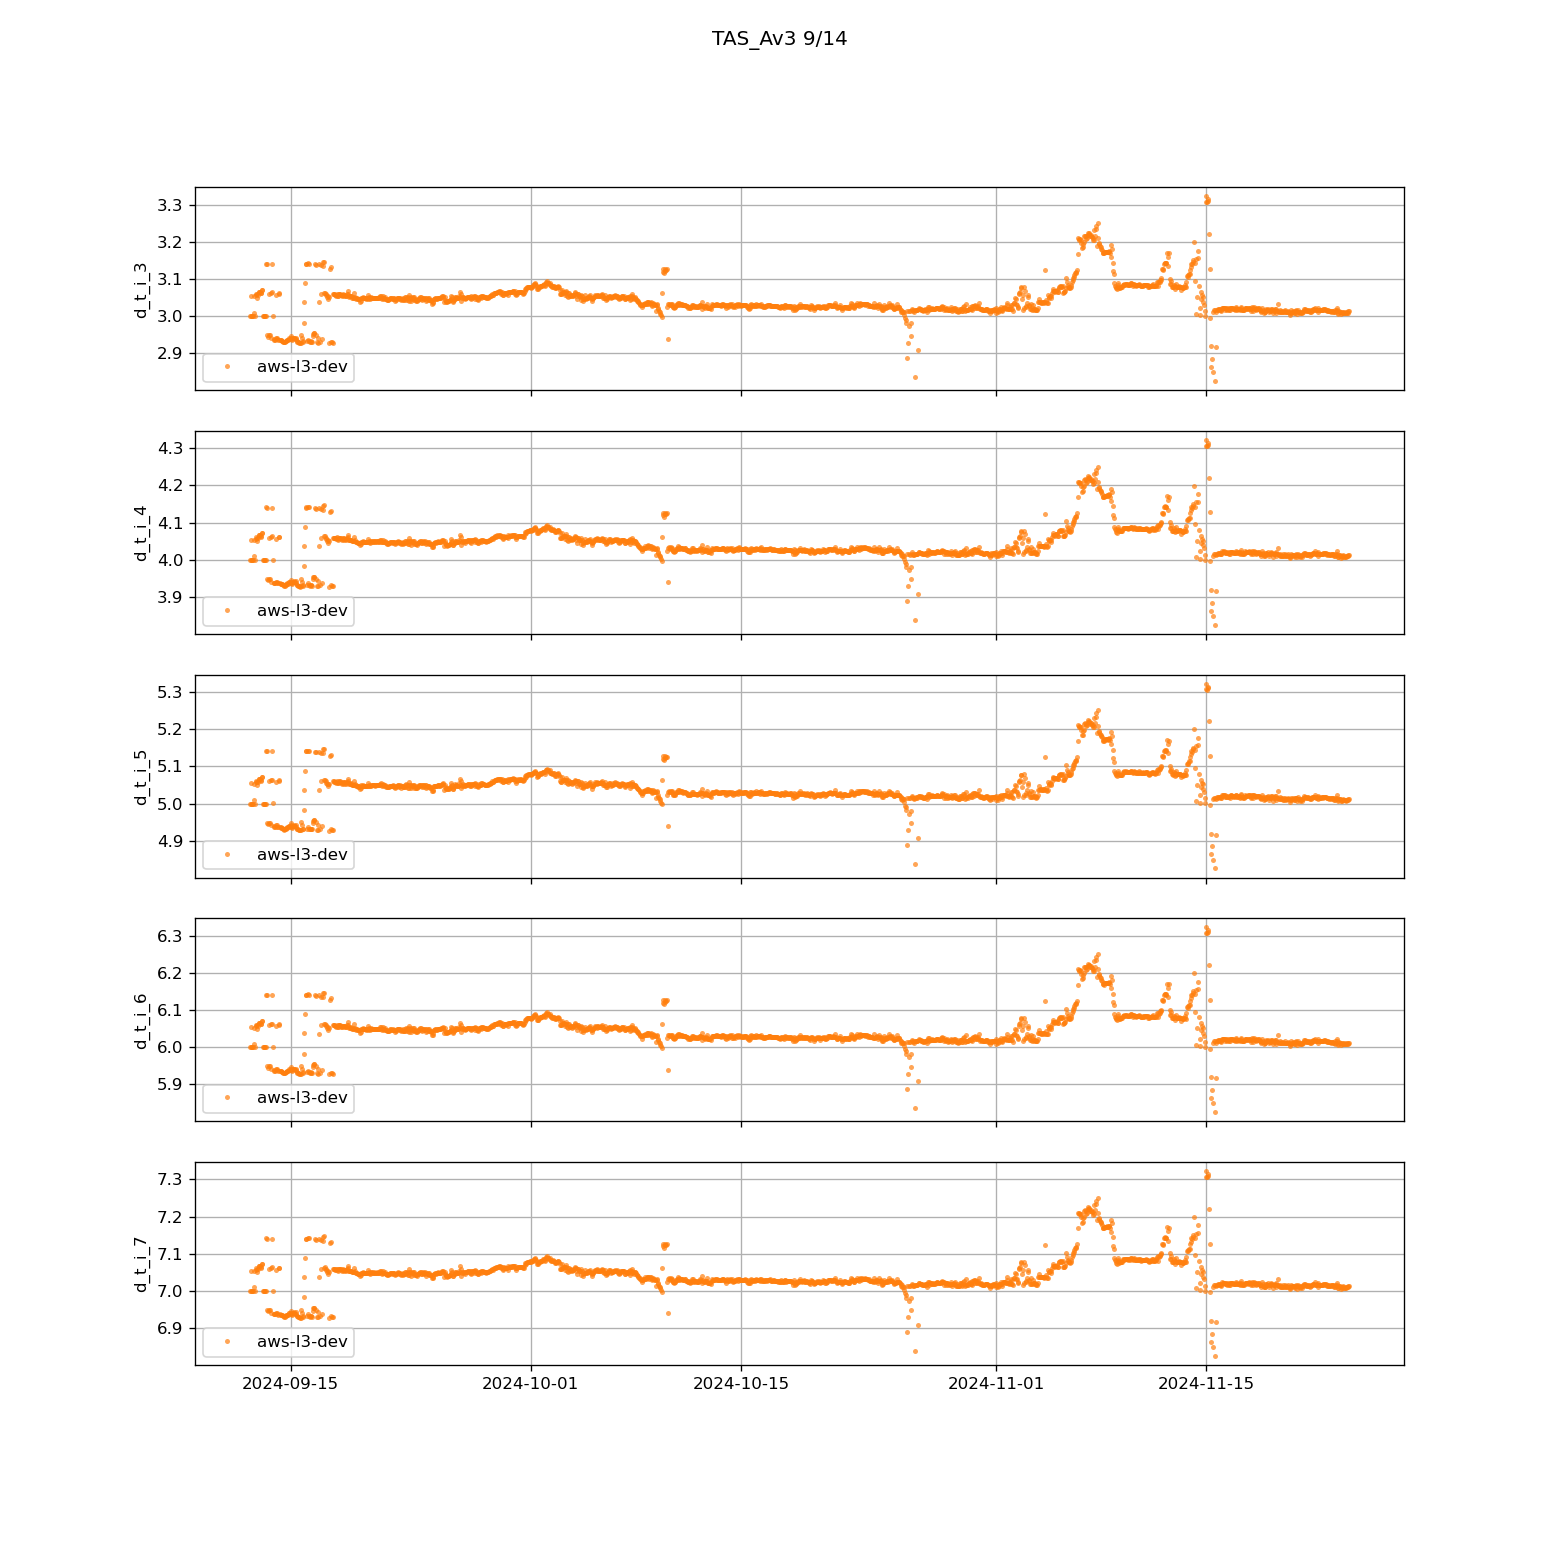 TAS_Av3 9/14
3.3
3.2
3.1
3.0
2.9
d_t_i_3
aws-l3-dev
4.3
4.2
4.1
4.0
3.9
d_t_i_4
aws-l3-dev
5.3
5.2
5.1
5.0
4.9
d_t_i_5
aws-l3-dev
6.3
6.2
6.1
6.0
5.9
d_t_i_6
aws-l3-dev
7.3
7.2
7.1
7.0
6.9
d_t_i_7
aws-l3-dev
2024-09-15 2024-10-01 2024-10-15 2024-11-01 2024-11-15